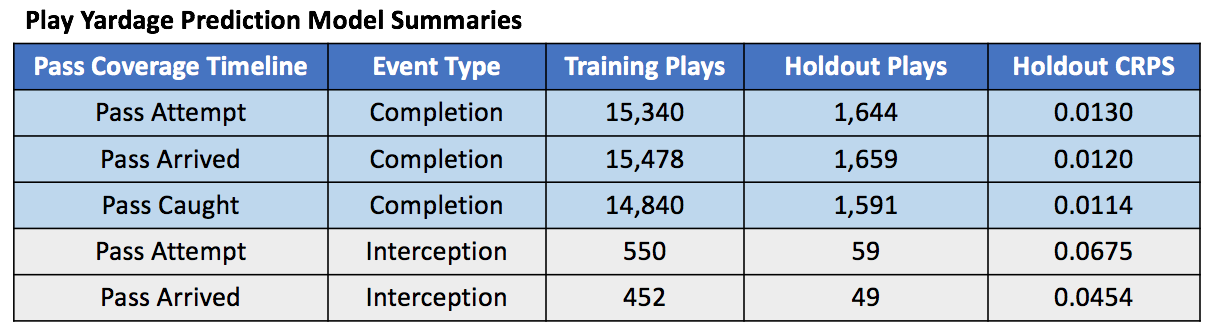 Play Yardage Prediction Model Summaries
Pass Coverage Timeline Event Type Training Plays Holdout Plays Holdout CRPS
Pass Attempt Completion 15,340 1,644 0.0130
Pass Arrived Completion 15,478 1,659 0.0120
Pass Caught Completion 14,840 1,591 0.0114
Pass Attempt Interception 550 59 0.0675
Pass Arrived Interception 452 49 0.0454